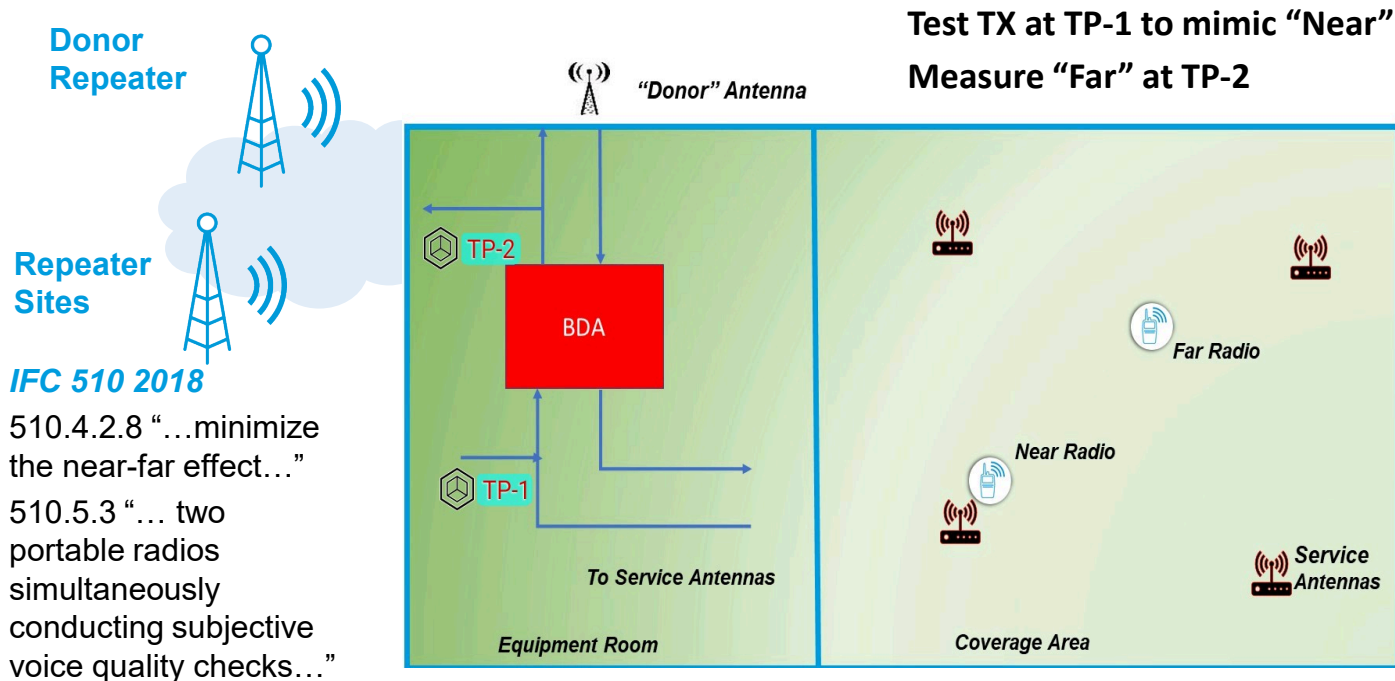 Donor
Repeater
Repeater
Sites
IFC 510 2018
510.4.2.8 “…minimize
the near-far effect…”
510.5.3 “… two
portable radios
simultaneously
conducting subjective
voice quality checks…”
Test TX at TP-1 to mimic “Near”
Measure “Far” at TP-2
“Donor” Antenna
TP-2
BDA
TP-1
To Service Antennas
Equipment Room
Far Radio
Near Radio
Service
Antennas
Coverage Area